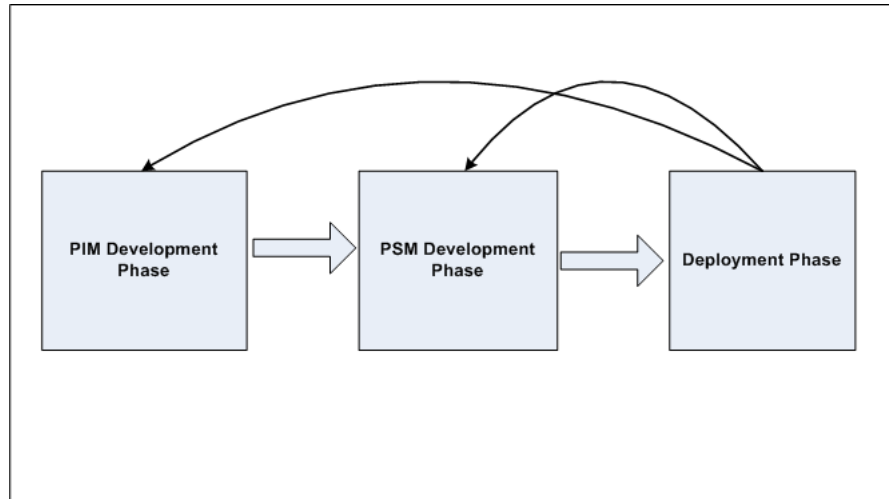 PIM Development
Phase
PSM Development
Phase
Deployment Phase